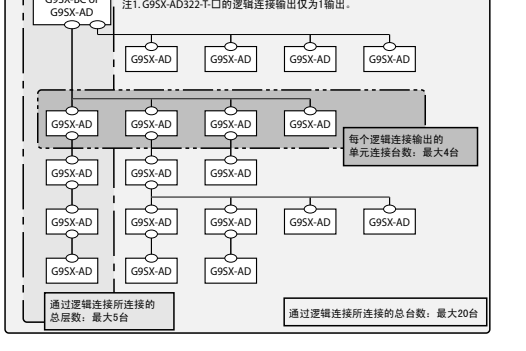 G9SX-BC or
G9SX-AD
注1. G9SX-AD322-T-口的逻辑连接输出仅为1输出。
G9SX-AD G9SX-AD G9SX-AD G9SX-AD
G9SX-AD G9SX-AD G9SX-AD G9SX-AD
每个逻辑连接输出的
单元连接台数：最大4台
G9SX-AD G9SX-AD G9SX-AD
G9SX-AD G9SX-AD G9SX-AD G9SX-AD G9SX-AD
G9SX-AD G9SX-AD G9SX-AD
通过逻辑连接所连接的
总层数：最大5台
通过逻辑连接所连接的总台数：最大20台